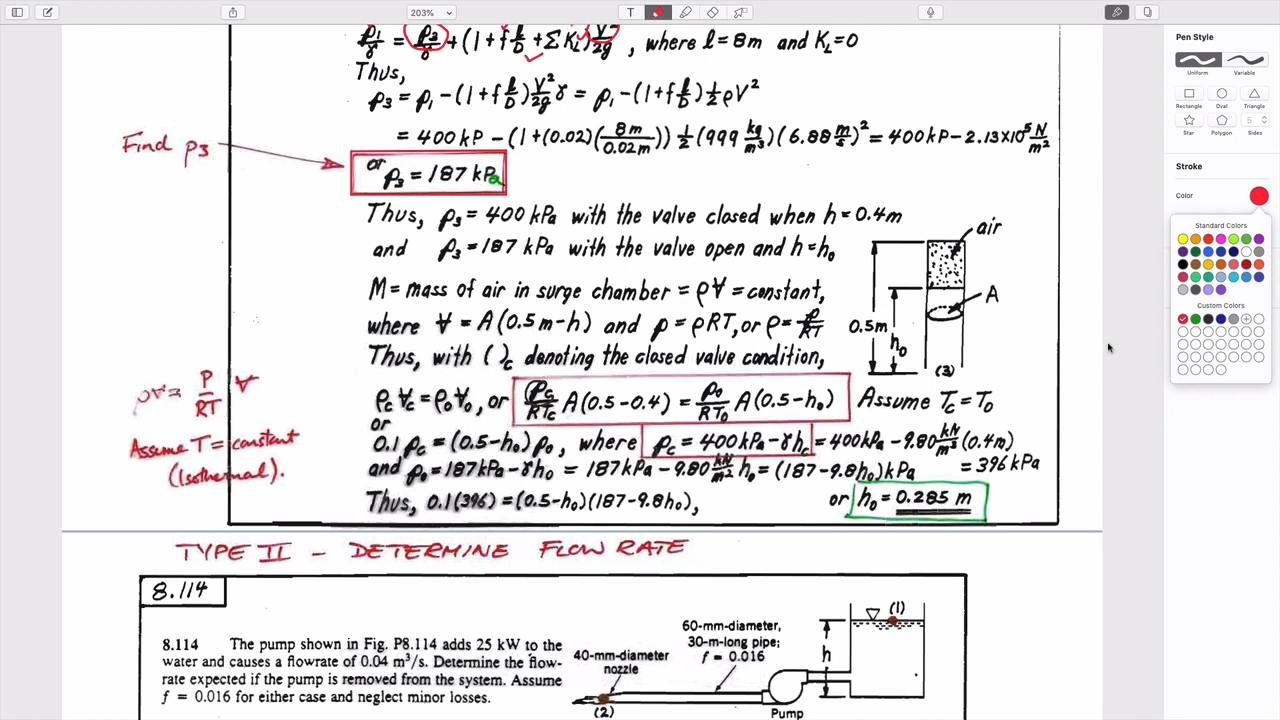 203%
T
p₁/γ = p₃/γ + (1 + f l/D + ΣK_L) V²/2g, where l = 8m and K_L = 0
Thus,
p₃ = p₁ − (1 + f l/D) V²/2g γ = p₁ − (1 + f l/D) ½ρV²
= 400 kP − (1 + (0.02)(8m/0.02m)) ½ (999 kg/m³)(6.88 m/s)² = 400 kP − 2.13×10⁵ N/m²
Find p3
or p₃ = 187 kPa
Thus, p₃ = 400 kPa with the valve closed when h = 0.4m
and p₃ = 187 kPa with the valve open and h = h₀
air
M = mass of air in surge chamber = ρV̶ = constant,
A
where V̶ = A(0.5m − h) and p = ρRT, or ρ = p/RT
0.5m
h₀
Thus, with ( )c denoting the closed valve condition,
(3)
ρV̶ = P/RT V̶
ρc V̶c = ρ₀ V̶₀, or pc/RTc A(0.5 − 0.4) = p₀/RT₀ A(0.5 − h₀) Assume Tc = T₀
or
Assume T = constant
(Isothermal).
0.1 pc = (0.5 − h₀) p₀, where pc = 400 kPa − γhc = 400 kPa − 9.80 kN/m³ (0.4m)
= 396 kPa
and p₀ = 187 kPa − γh₀ = 187 kPa − 9.80 kN/m² h₀ = (187 − 9.8h₀) kPa
Thus, 0.1(396) = (0.5 − h₀)(187 − 9.8h₀), or h₀ = 0.285 m
TYPE II - DETERMINE FLOW RATE
8.114
8.114 The pump shown in Fig. P8.114 adds 25 kW to the
water and causes a flowrate of 0.04 m³/s. Determine the flow-
rate expected if the pump is removed from the system. Assume
f = 0.016 for either case and neglect minor losses.
40-mm-diameter
nozzle
60-mm-diameter,
30-m-long pipe;
f = 0.016
(1)
h
(2)
Pump
Pen Style
Uniform
Variable
Rectangle
Oval
Triangle
Star
Polygon
5
Sides
Stroke
Color
Standard Colors
Custom Colors